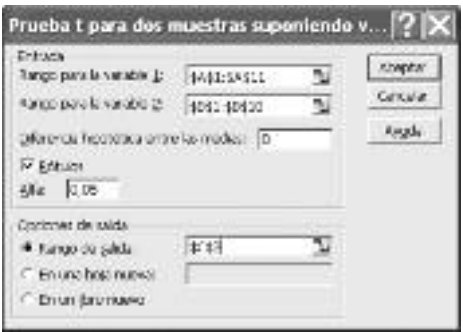 Prueba t para dos muestras suponiendo v... ? X
Entrada
Rango para la variable 1: $A$1:$A$11
Rango para la variable 2:
Diferencia hipotética entre las medias: 0
Rótulos
Alfa: 0,05
Opciones de salida
Rango de salida
En una hoja nueva:
En un libro nuevo
Aceptar
Cancelar
Ayuda